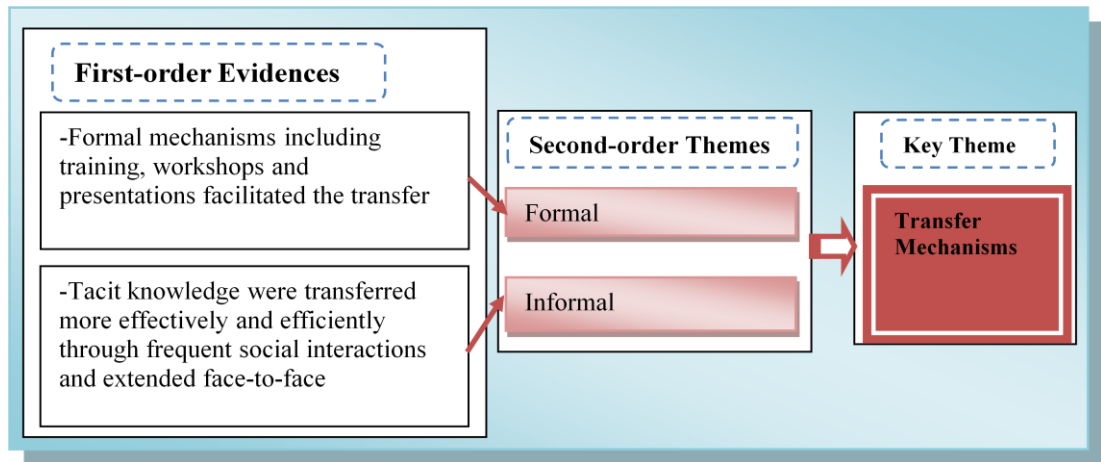 First-order Evidences
-Formal mechanisms including
training, workshops and
presentations facilitated the transfer
-Tacit knowledge were transferred
more effectively and efficiently
through frequent social interactions
and extended face-to-face
Second-order Themes
Formal
Informal
Key Theme
Transfer
Mechanisms